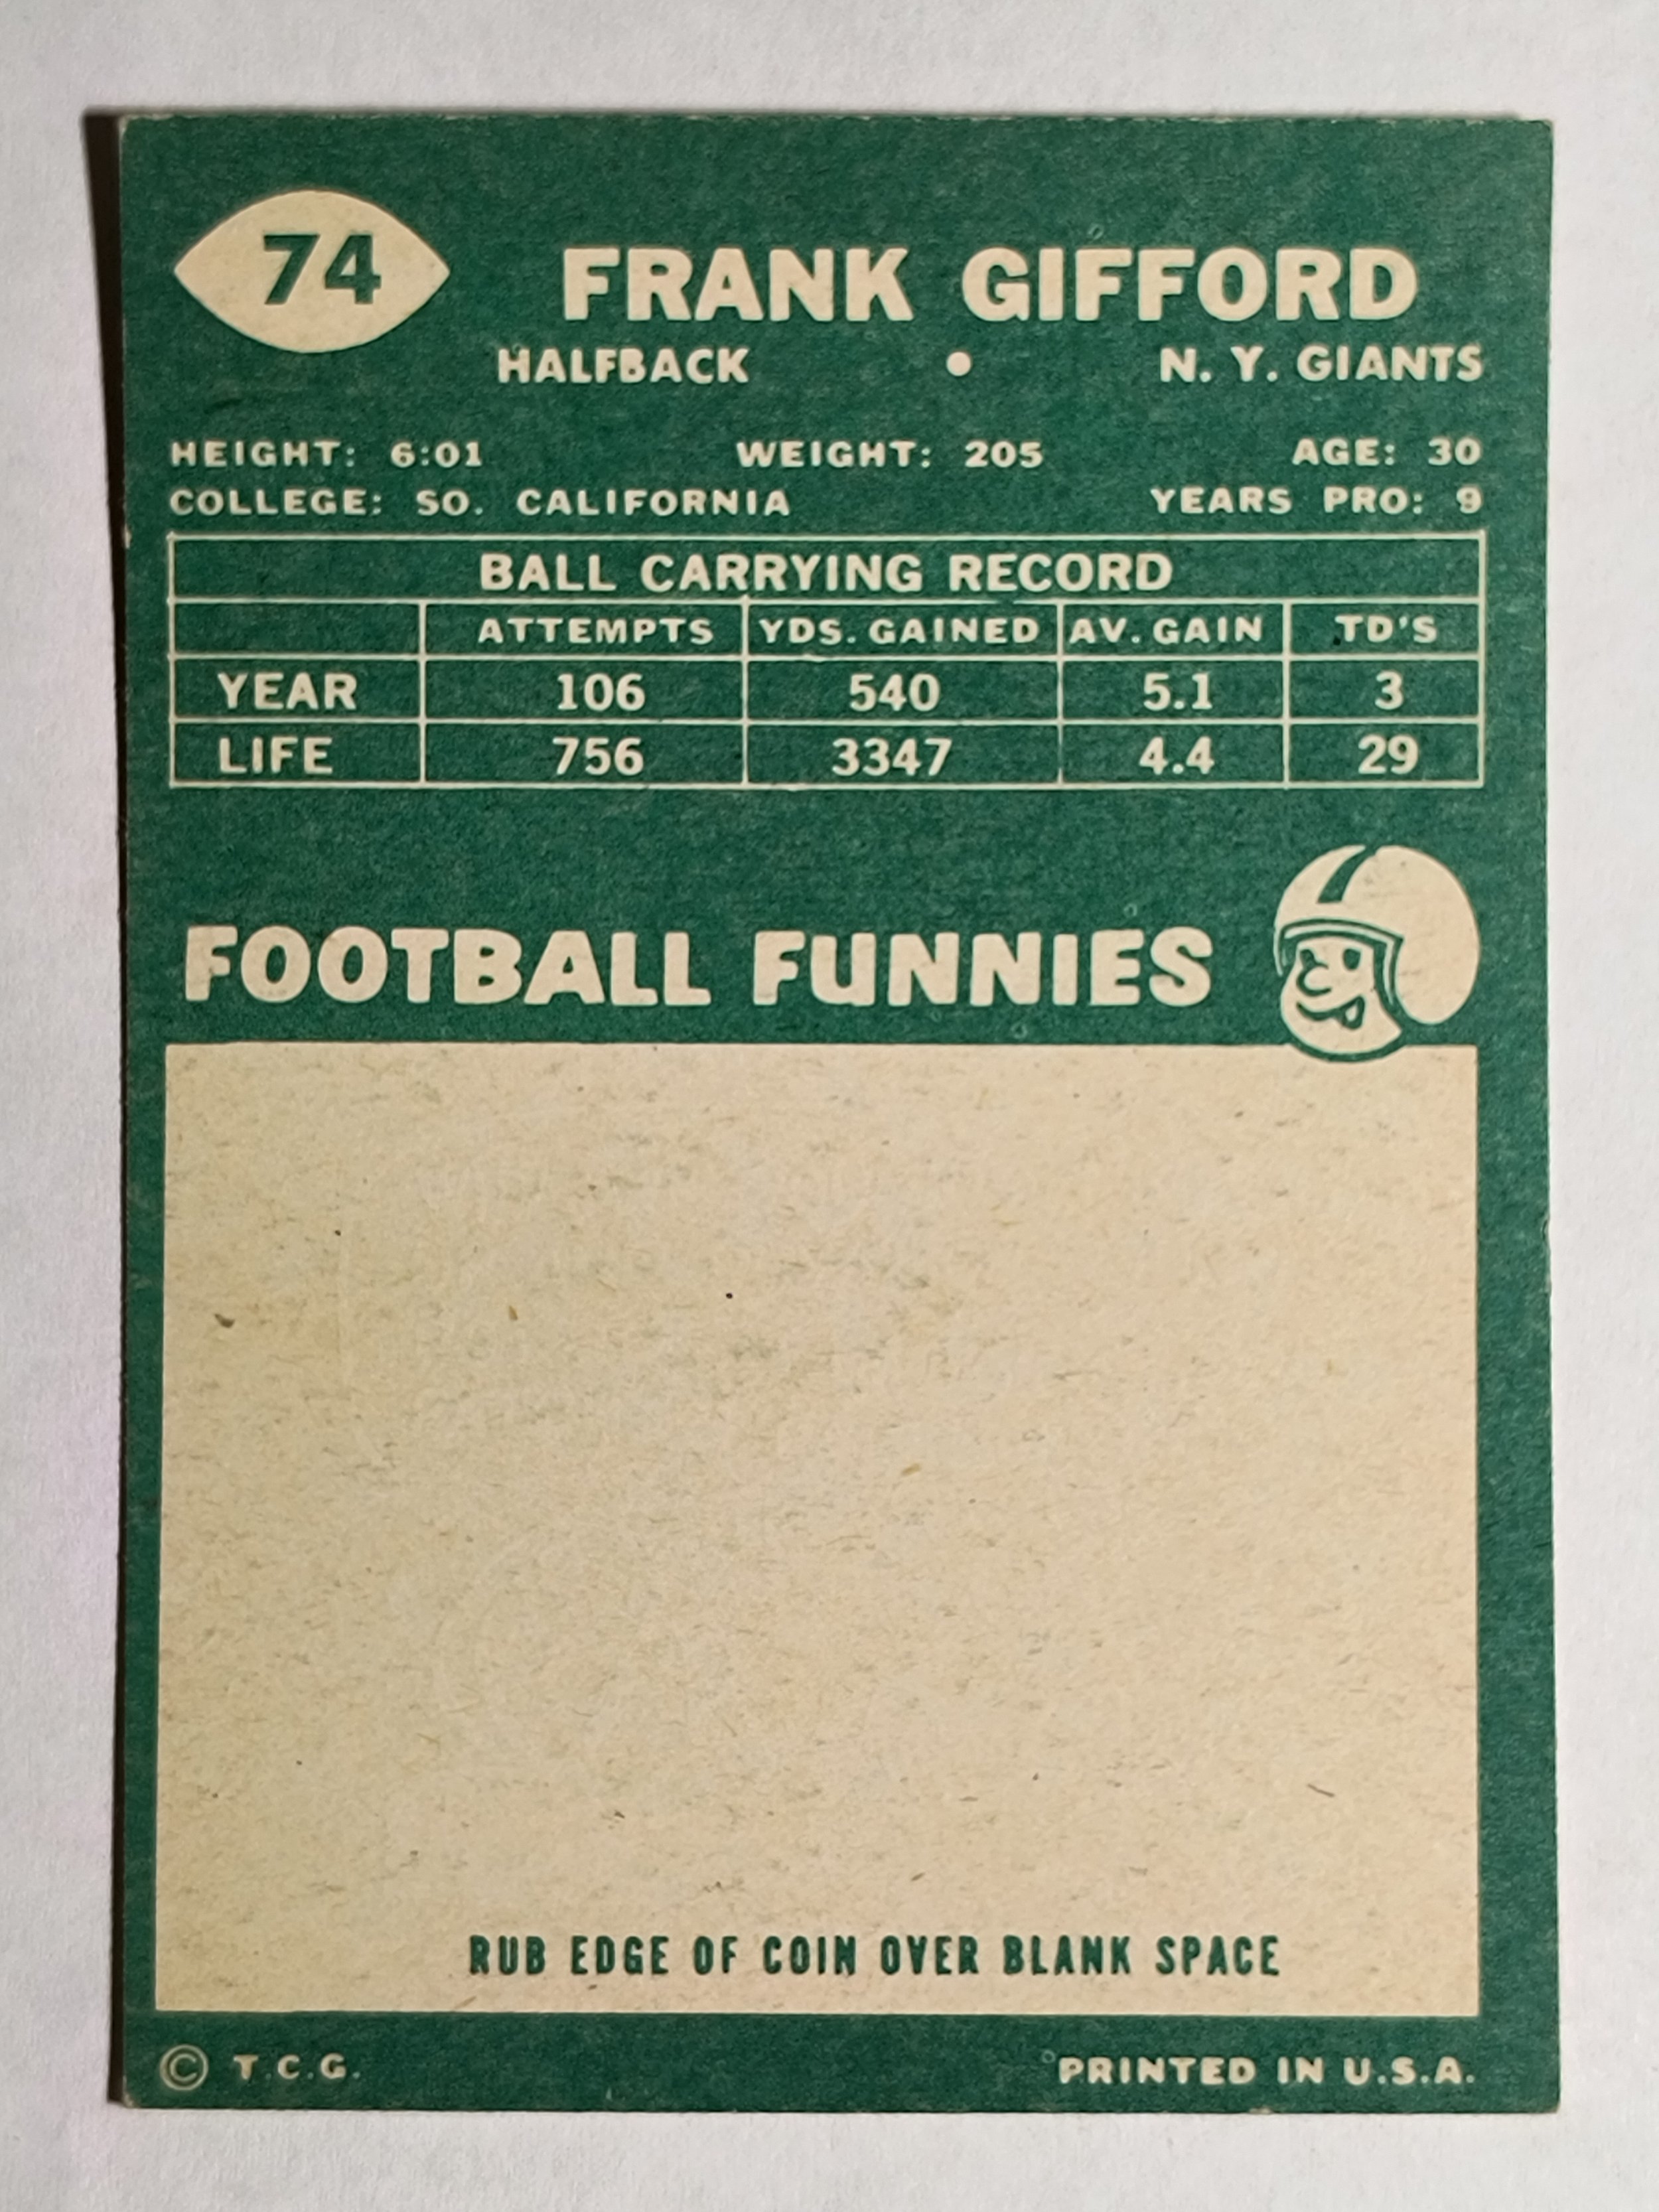 74
FRANK GIFFORD
HALFBACK • N. Y. GIANTS
HEIGHT: 6:01 WEIGHT: 205 AGE: 30
COLLEGE: SO. CALIFORNIA YEARS PRO: 9
BALL CARRYING RECORD
ATTEMPTS YDS. GAINED AV. GAIN TD'S
YEAR 106 540 5.1 3
LIFE 756 3347 4.4 29
FOOTBALL FUNNIES
RUB EDGE OF COIN OVER BLANK SPACE
© T.C.G. PRINTED IN U.S.A.